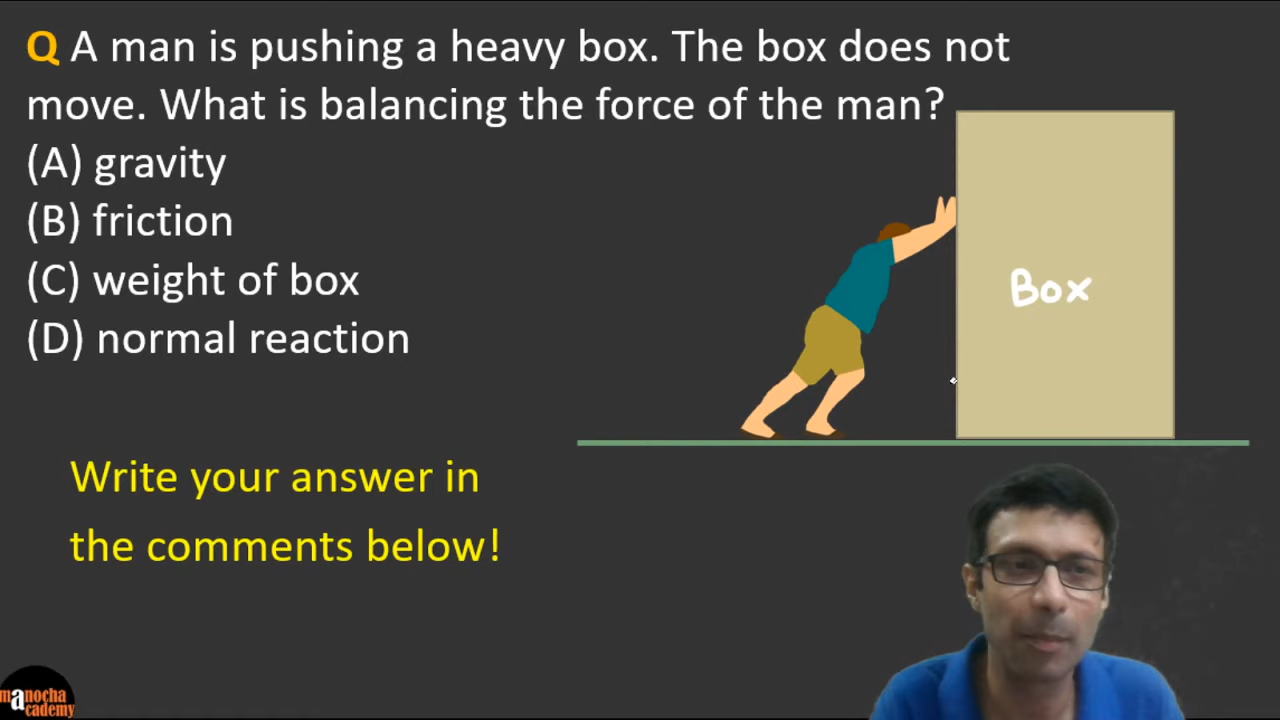 Q A man is pushing a heavy box. The box does not
move. What is balancing the force of the man?
(A) gravity
(B) friction
(C) weight of box
(D) normal reaction
Box
Write your answer in
the comments below!
manocha
academy